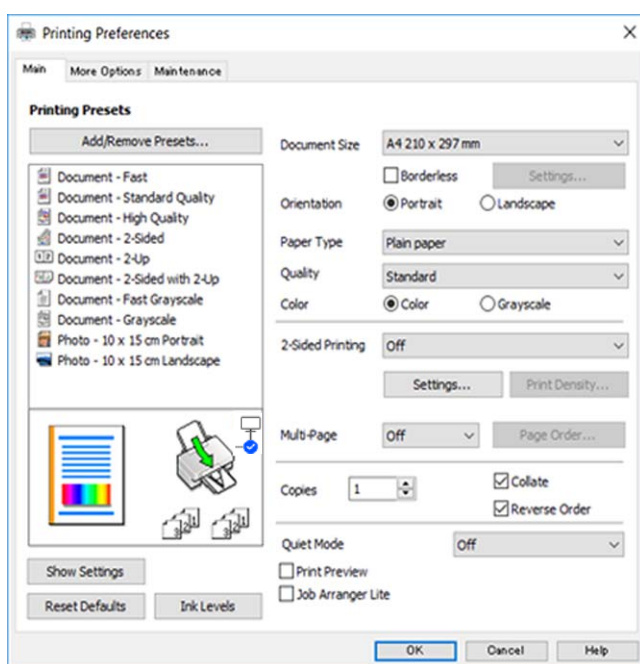 Printing Preferences
Main More Options Maintenance
Printing Presets
Add/Remove Presets...
Document - Fast
Document - Standard Quality
Document - High Quality
Document - 2-Sided
Document - 2-Up
Document - 2-Sided with 2-Up
Document - Fast Grayscale
Document - Grayscale
Photo - 10 x 15 cm Portrait
Photo - 10 x 15 cm Landscape
Show Settings
Reset Defaults Ink Levels
Document Size A4 210 x 297 mm
Borderless Settings...
Orientation Portrait Landscape
Paper Type Plain paper
Quality Standard
Color Color Grayscale
2-Sided Printing Off
Settings... Print Density...
Multi-Page Off Page Order...
Copies 1 Collate
Reverse Order
Quiet Mode Off
Print Preview
Job Arranger Lite
OK Cancel Help